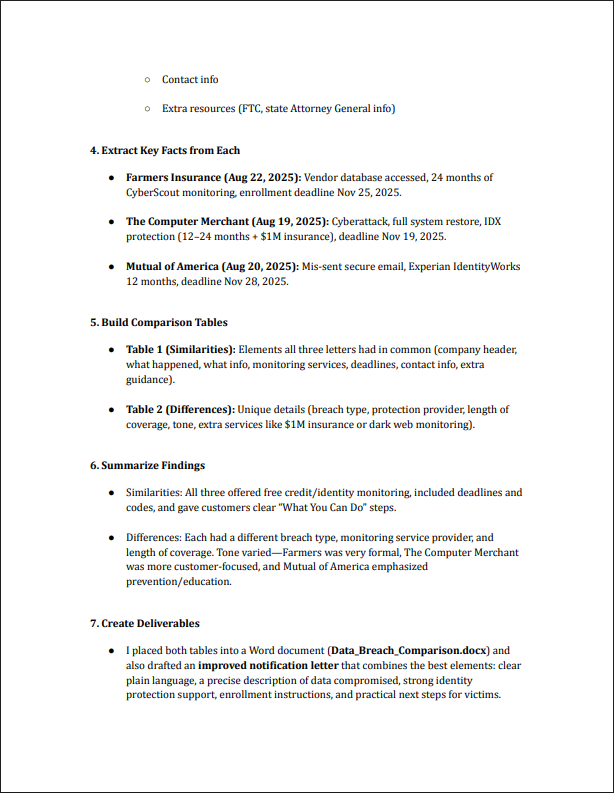 ○ Contact info
○ Extra resources (FTC, state Attorney General info)
4. Extract Key Facts from Each
● Farmers Insurance (Aug 22, 2025): Vendor database accessed, 24 months of
CyberScout monitoring, enrollment deadline Nov 25, 2025.
● The Computer Merchant (Aug 19, 2025): Cyberattack, full system restore, IDX
protection (12–24 months + $1M insurance), deadline Nov 19, 2025.
● Mutual of America (Aug 20, 2025): Mis-sent secure email, Experian IdentityWorks
12 months, deadline Nov 28, 2025.
5. Build Comparison Tables
● Table 1 (Similarities): Elements all three letters had in common (company header,
what happened, what info, monitoring services, deadlines, contact info, extra
guidance).
● Table 2 (Differences): Unique details (breach type, protection provider, length of
coverage, tone, extra services like $1M insurance or dark web monitoring).
6. Summarize Findings
● Similarities: All three offered free credit/identity monitoring, included deadlines and
codes, and gave customers clear “What You Can Do” steps.
● Differences: Each had a different breach type, monitoring service provider, and
length of coverage. Tone varied—Farmers was very formal, The Computer Merchant
was more customer-focused, and Mutual of America emphasized
prevention/education.
7. Create Deliverables
● I placed both tables into a Word document (Data_Breach_Comparison.docx) and
also drafted an improved notification letter that combines the best elements: clear
plain language, a precise description of data compromised, strong identity
protection support, enrollment instructions, and practical next steps for victims.